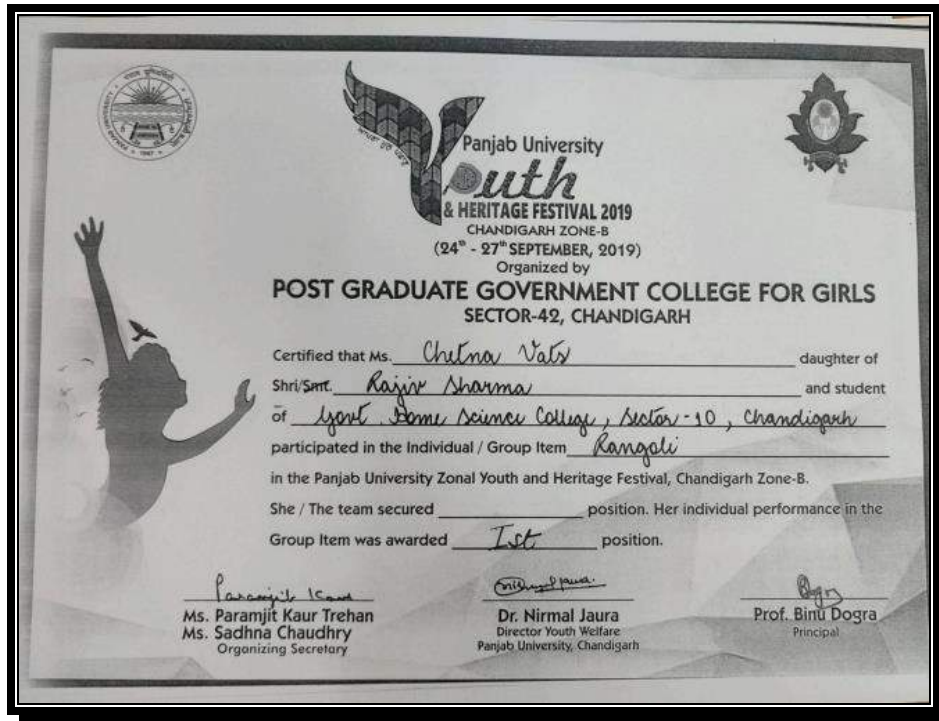 PANJAB UNIVERSITY
1947
Panjab University
Youth
& HERITAGE FESTIVAL 2019
CHANDIGARH ZONE-B
(24th - 27th SEPTEMBER, 2019)
Organized by
POST GRADUATE GOVERNMENT COLLEGE FOR GIRLS
SECTOR-42, CHANDIGARH
Certified that Ms. Chetna Vats daughter of
Shri/Smt. Rajiv Sharma and student
of Govt. Home Science College, Sector-10, Chandigarh
participated in the Individual / Group Item Rangoli
in the Panjab University Zonal Youth and Heritage Festival, Chandigarh Zone-B.
She / The team secured position. Her individual performance in the
Group Item was awarded Ist position.
Paramjit Kaur
Ms. Paramjit Kaur Trehan
Ms. Sadhna Chaudhry
Organizing Secretary
Dr. Nirmal Jaura
Director Youth Welfare
Panjab University, Chandigarh
Prof. Binu Dogra
Principal